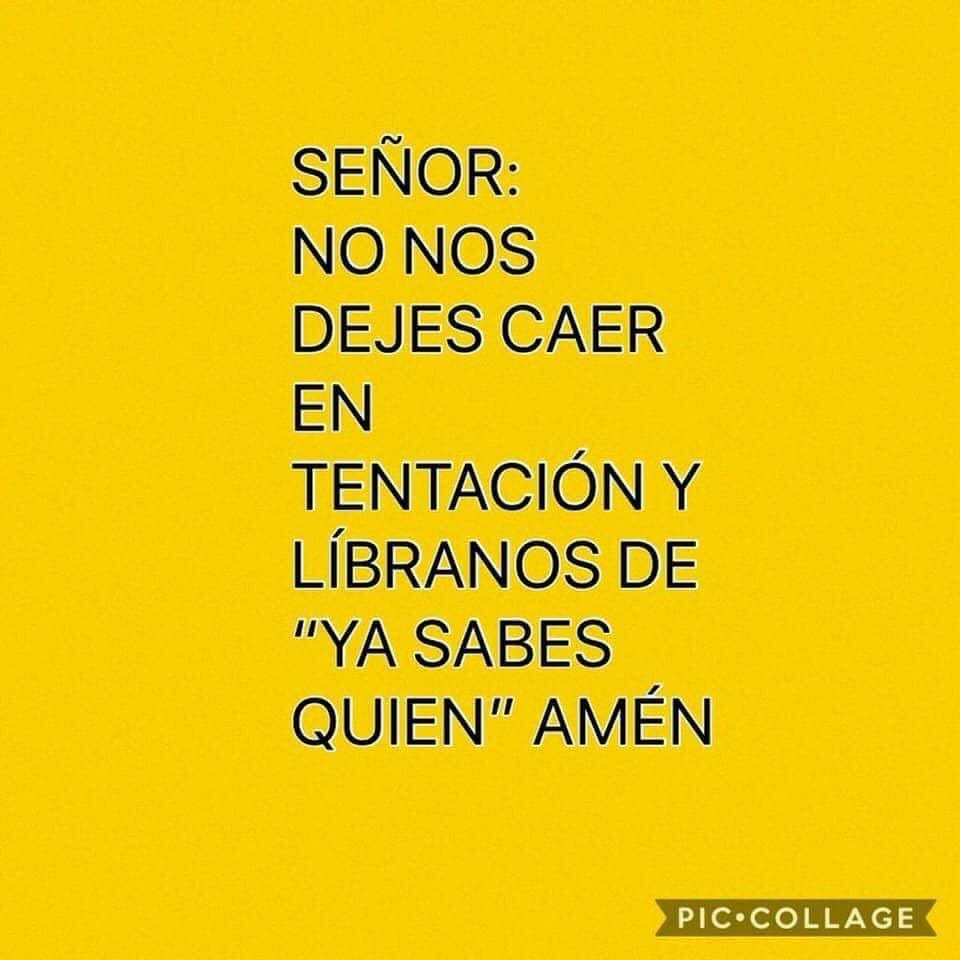 SEÑOR:
NO NOS
DEJES CAER
EN
TENTACIÓN Y
LÍBRANOS DE
“YA SABES
QUIEN” AMÉN
PIC•COLLAGE